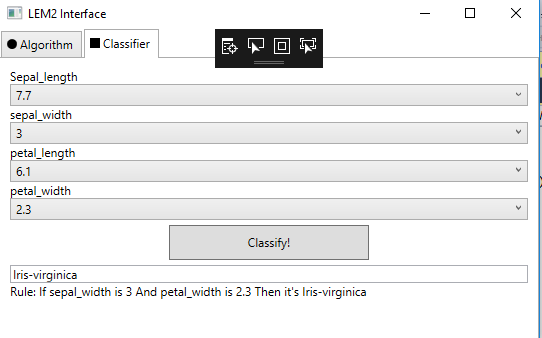 LEM2 Interface
Algorithm
Classifier
Sepal_length
7.7
sepal_width
3
petal_length
6.1
petal_width
2.3
Classify!
Iris-virginica
Rule: If sepal_width is 3 And petal_width is 2.3 Then it's Iris-virginica